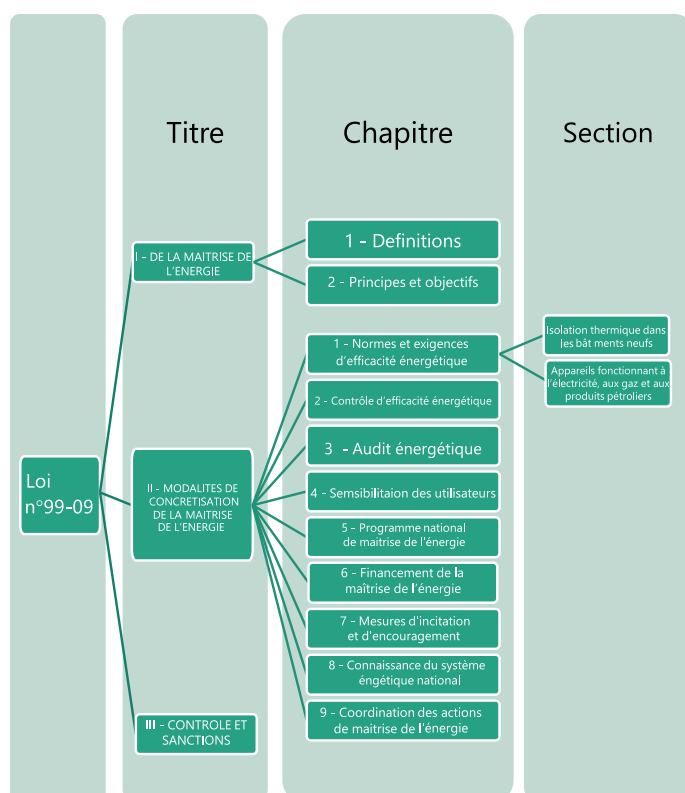 Titre
Chapitre
Section
Loi
n°99-09
I - DE LA MAITRISE DE
L'ENERGIE
1 - Definitions
2 - Principes et objectifs
II - MODALITES DE
CONCRETISATION
DE LA MAITRISE
DE L'ENERGIE
1 - Normes et exigences
d'efficacité énergétique
Isolation thermique dans
les bât ments neufs
Appareils fonctionnant à
l'électricité, aux gaz et aux
produits pétroliers
2 - Contrôle d'efficacité énergétique
3 - Audit énergétique
4 - Semsibilitaion des utilisateurs
5 - Programme national
de maitrise de l'énergie
6 - Financement de la
maîtrise de l'énergie
7 - Mesures d'incitation
et d'encouragement
8 - Connaissance du système
éngétique national
9 - Coordination des actions
de maitrise de l'énergie
III - CONTROLE ET
SANCTIONS